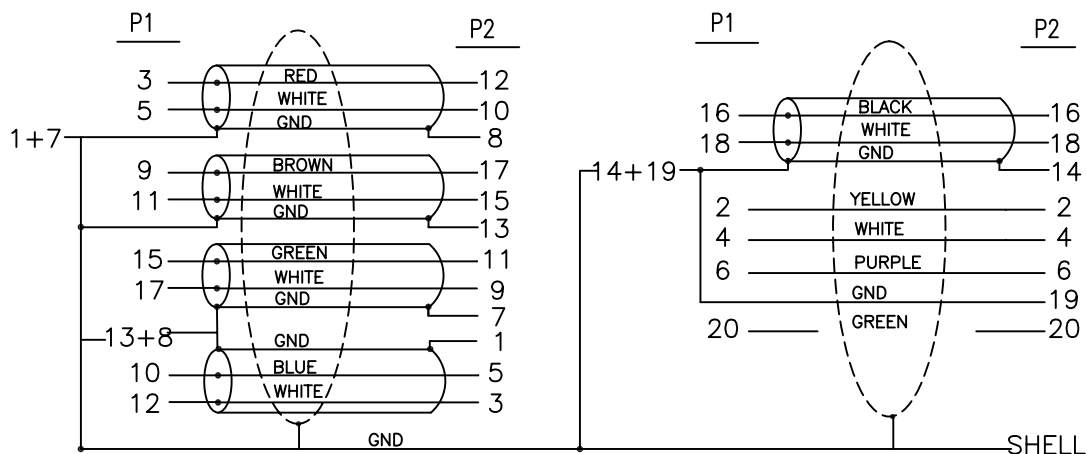 P1 P2
3 RED 12
5 WHITE 10
GND
1+7 8
9 BROWN 17
11 WHITE 15
GND
13
15 GREEN 11
17 WHITE 9
GND
7
13+8 GND 1
10 BLUE 5
12 WHITE 3
GND
P1 P2
16 BLACK 16
18 WHITE 18
GND
14+19 14
2 YELLOW 2
4 WHITE 4
6 PURPLE 6
GND 19
20 GREEN 20
SHELL